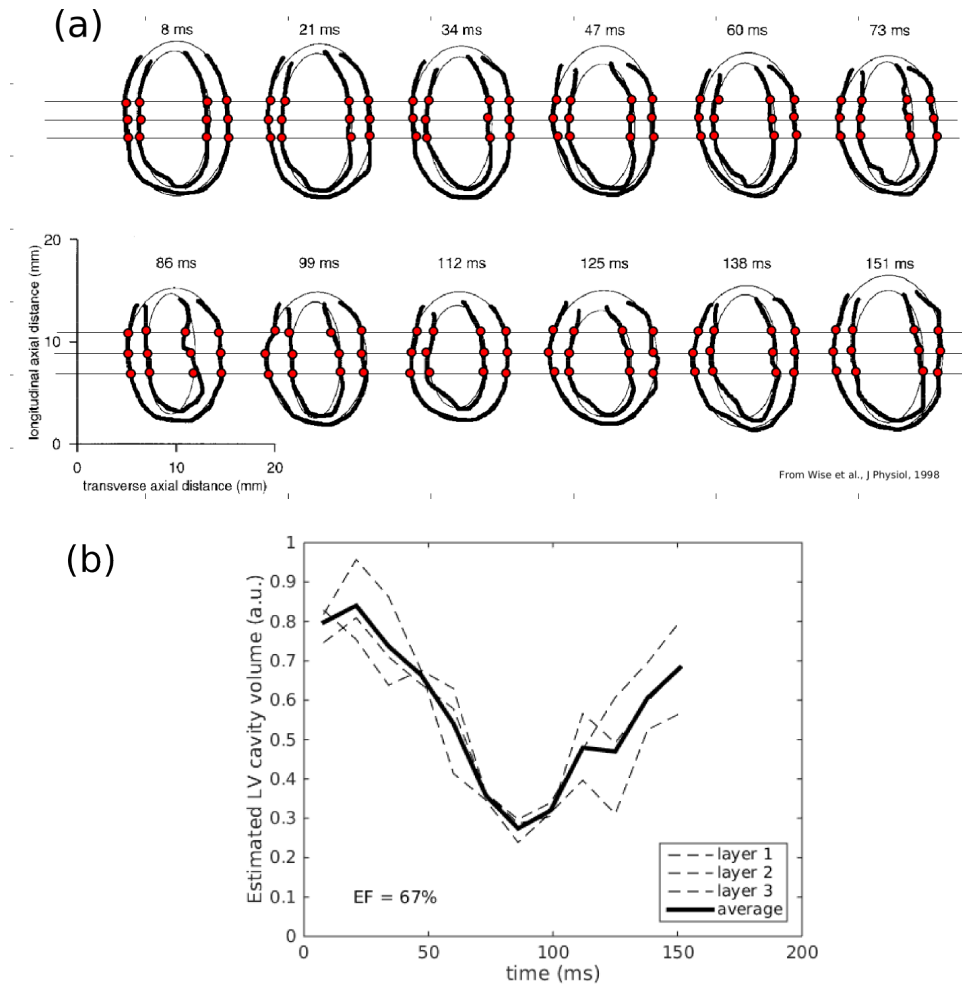 (a)
8 ms 21 ms 34 ms 47 ms 60 ms 73 ms
20
86 ms 99 ms 112 ms 125 ms 138 ms 151 ms
longitudinal axial distance (mm)
10
0
0 10 20
transverse axial distance (mm)
From Wise et al., J Physiol, 1998
(b)
Estimated LV cavity volume (a.u.)
1
0.9
0.8
0.7
0.6
0.5
0.4
0.3
0.2
0.1
0
EF = 67%
layer 1
layer 2
layer 3
average
0 50 100 150 200
time (ms)